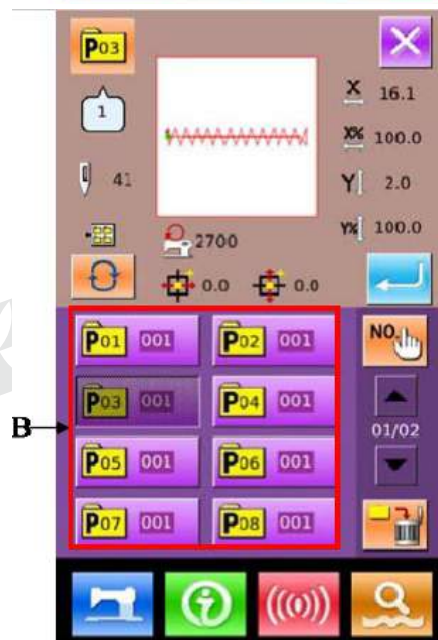 P03
X 16.1
1
X% 100.0
41
Y 2.0
2700
Y% 100.0
0.0 0.0
P01 001 P02 001
NO.
P03 001 P04 001
B
01/02
P05 001 P06 001
P07 001 P08 001